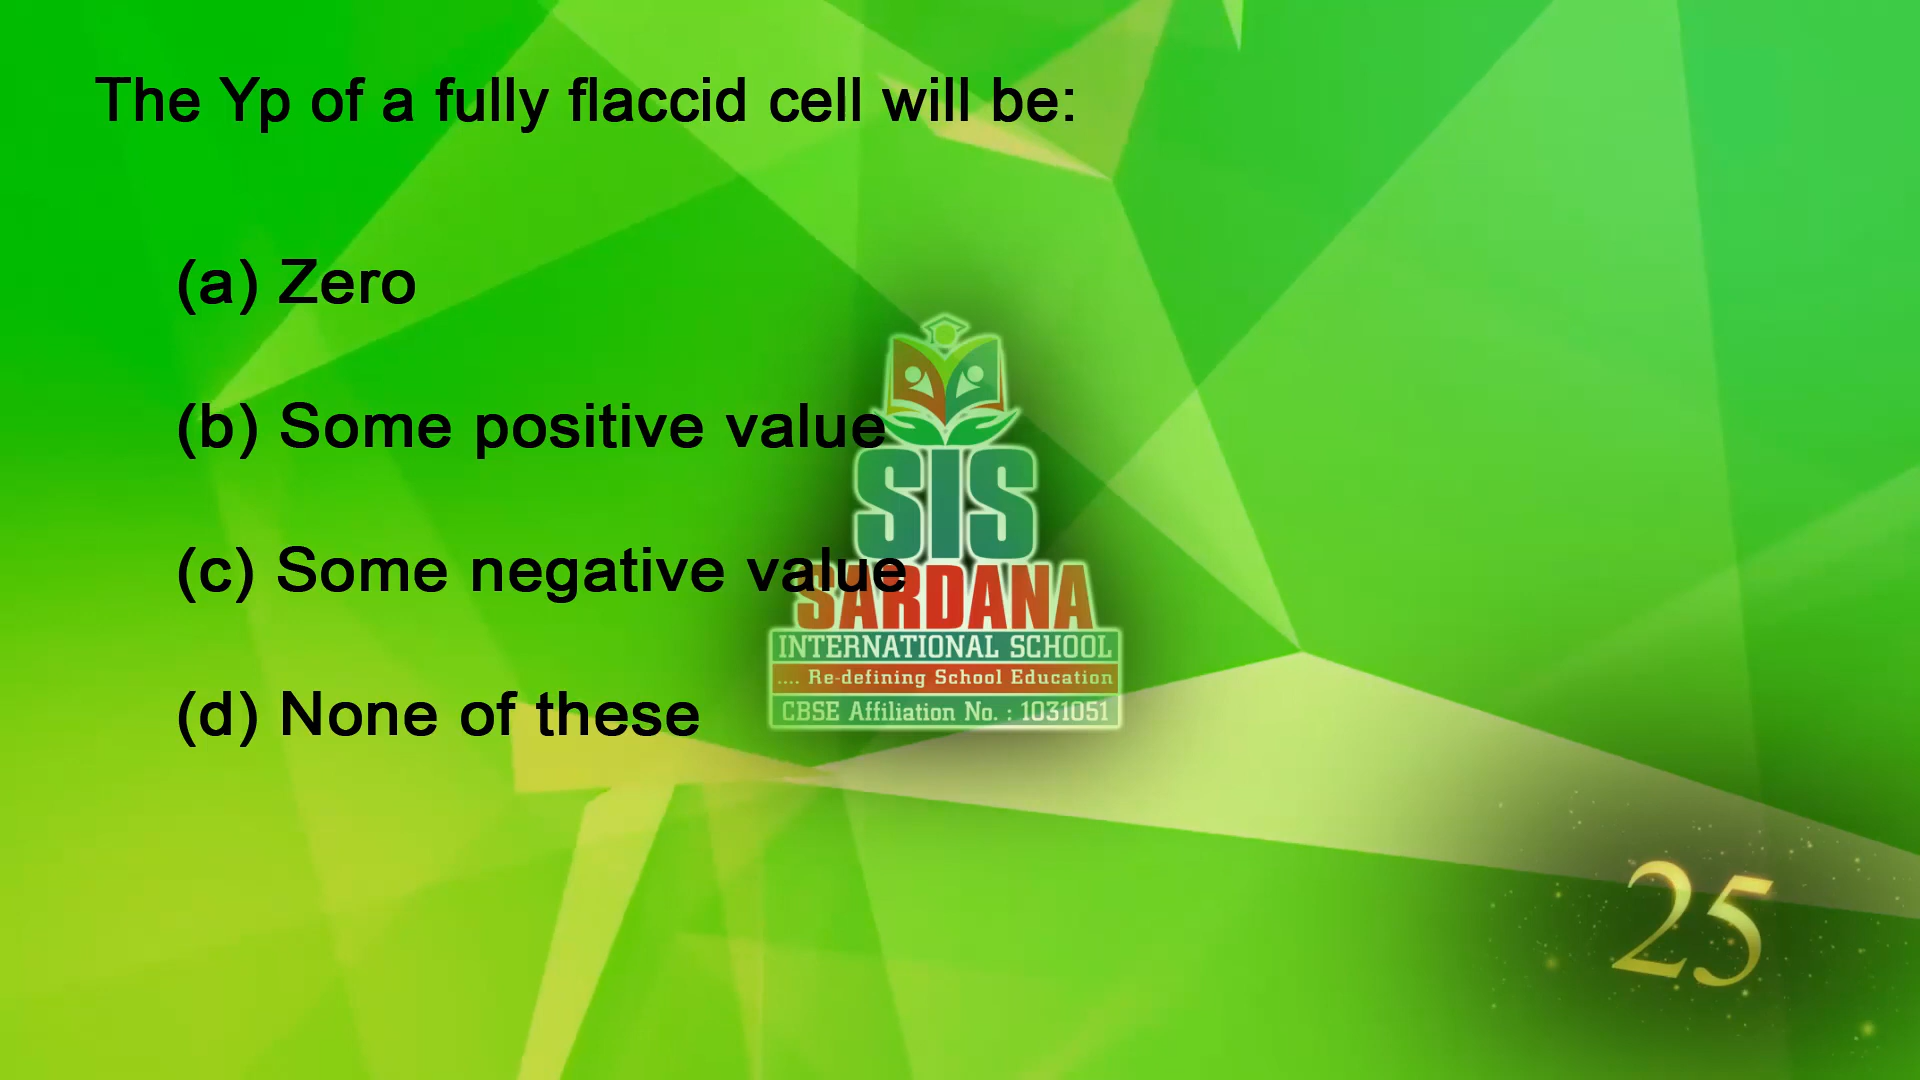 The Yp of a fully flaccid cell will be:
(a) Zero
(b) Some positive value
(c) Some negative value
(d) None of these
SIS
SARDANA
INTERNATIONAL SCHOOL
.... Re-defining School Education
CBSE Affiliation No. : 1031051
25